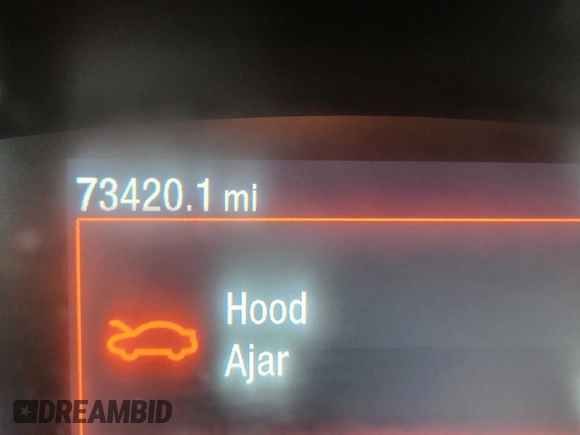 73420.1 mi
Hood
Ajar
DREAMBID